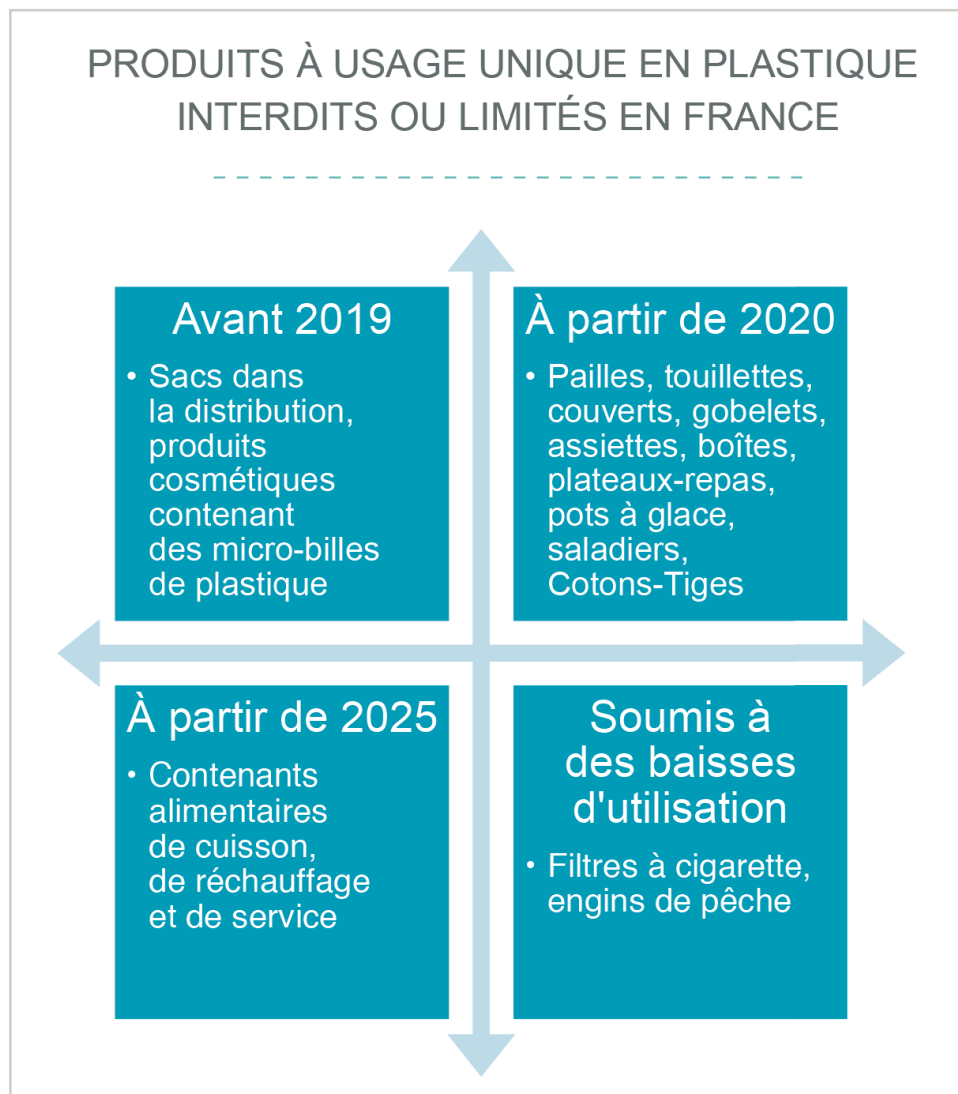 PRODUITS À USAGE UNIQUE EN PLASTIQUE
INTERDITS OU LIMITÉS EN FRANCE
Avant 2019
• Sacs dans
la distribution,
produits
cosmétiques
contenant
des micro-billes
de plastique
À partir de 2020
• Pailles, touillettes,
couverts, gobelets,
assiettes, boîtes,
plateaux-repas,
pots à glace,
saladiers,
Cotons-Tiges
À partir de 2025
• Contenants
alimentaires
de cuisson,
de réchauffage
et de service
Soumis à
des baisses
d'utilisation
• Filtres à cigarette,
engins de pêche